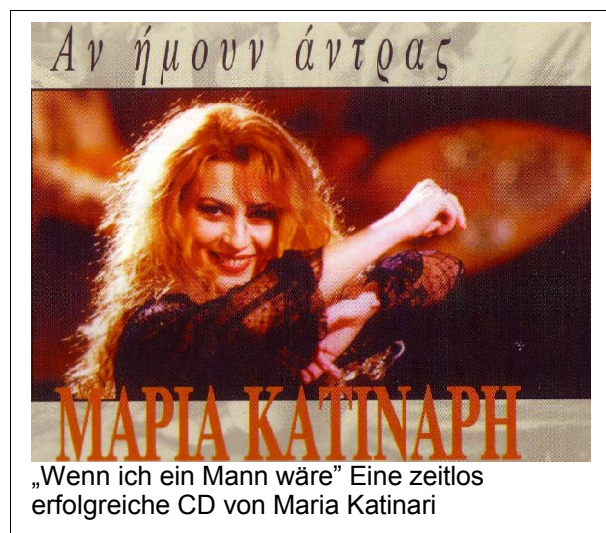 Αν ήμουν άντρας
ΜΑΡΙΑ ΚΑΤΙΝΑΡΗ
„Wenn ich ein Mann wäre” Eine zeitlos
erfolgreiche CD von Maria Katinari